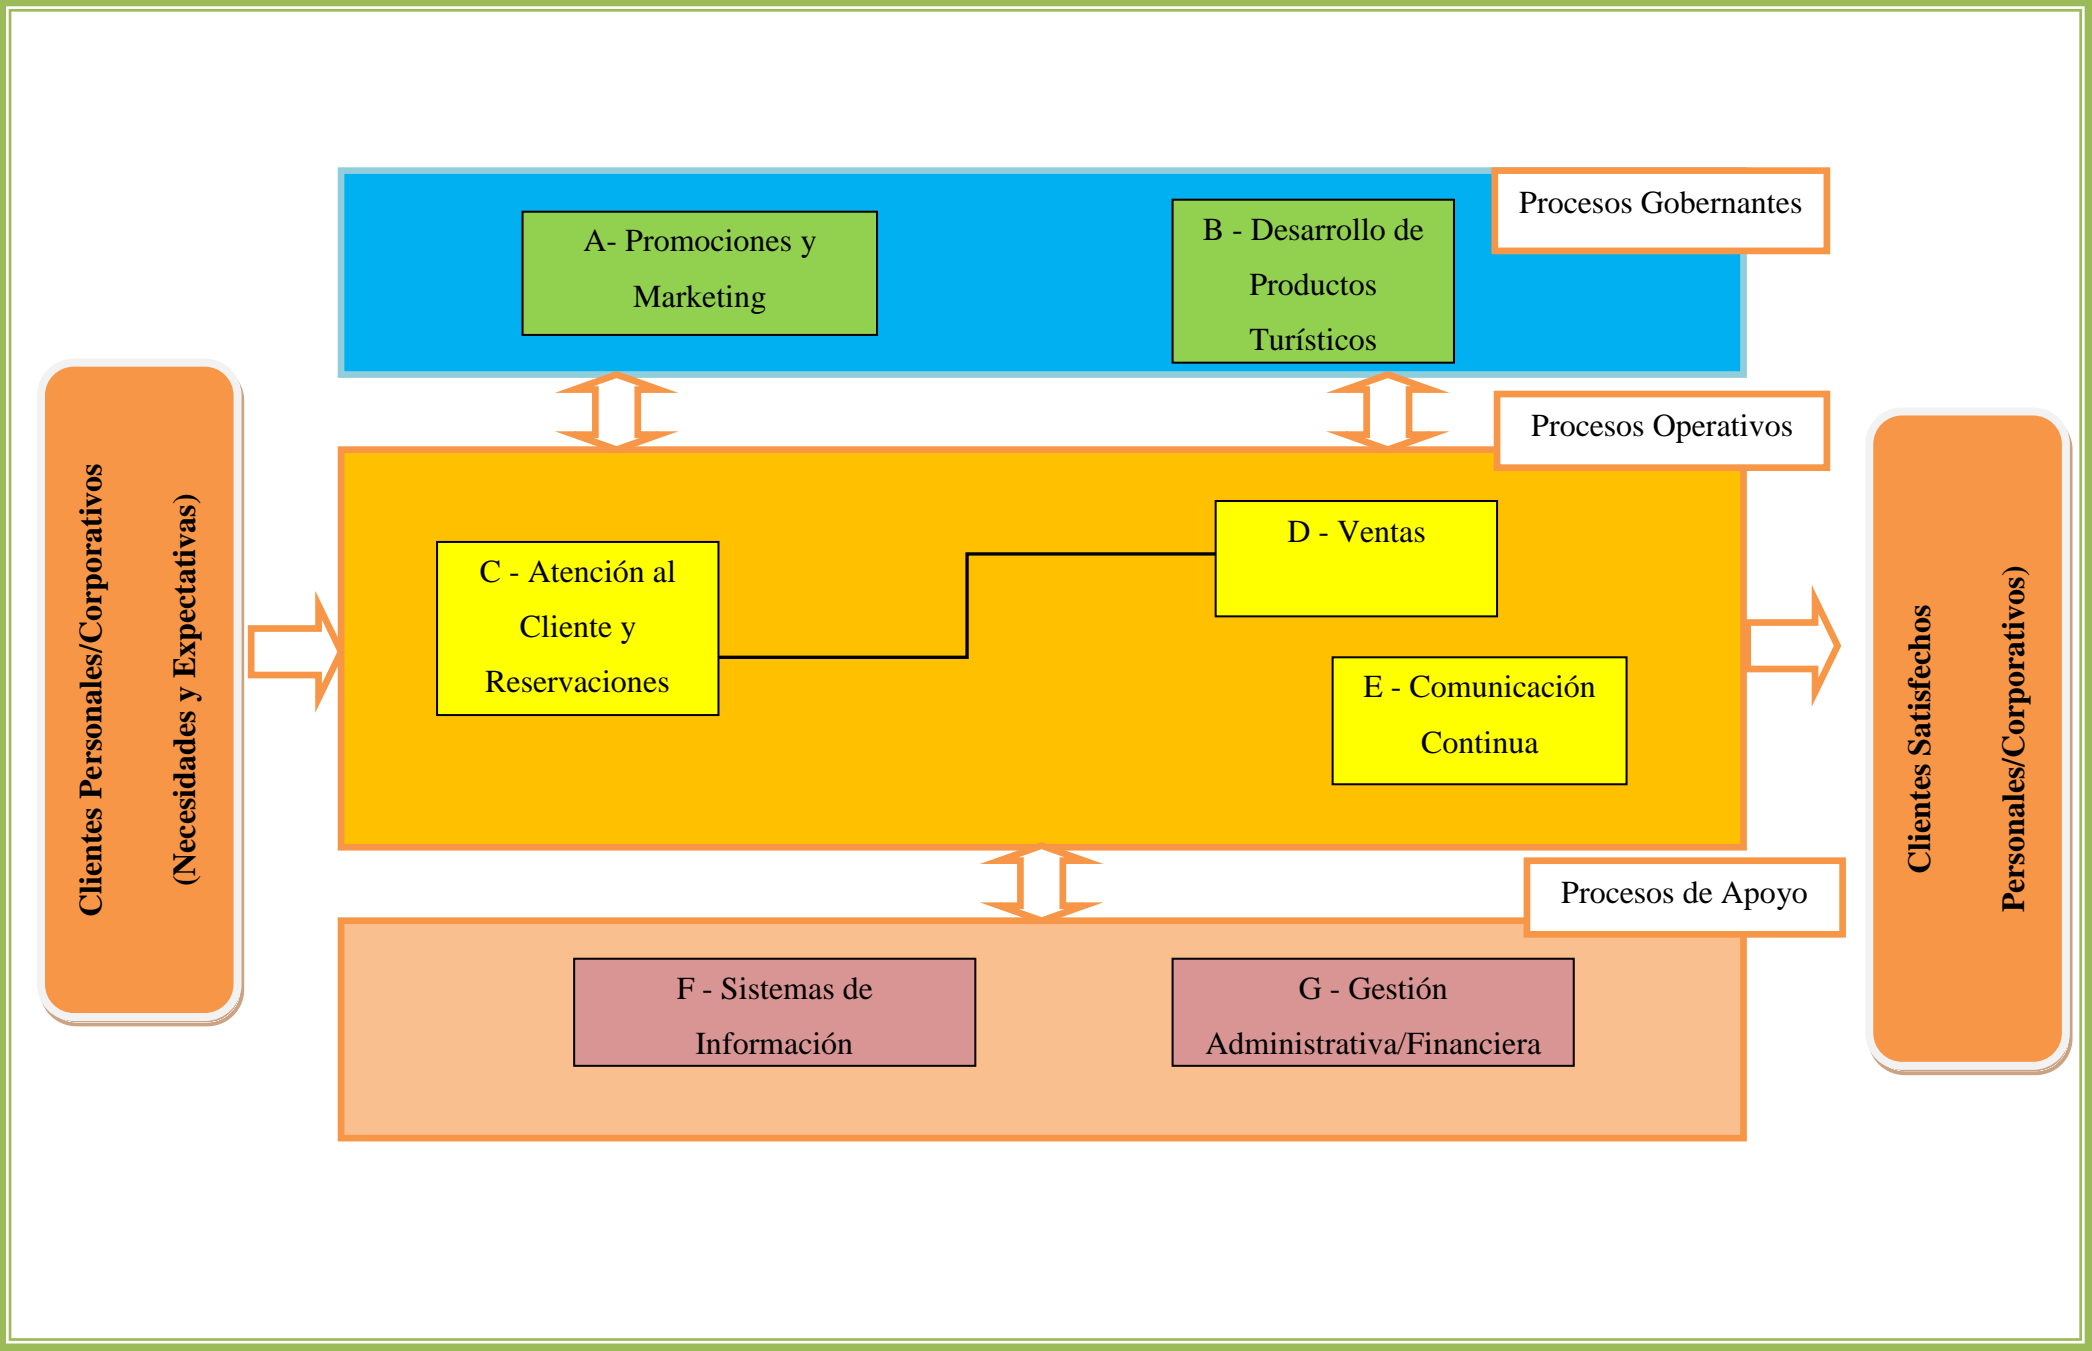 Procesos Gobernantes
A- Promociones y
Marketing
B - Desarrollo de
Productos
Turísticos
Clientes Personales/Corporativos
(Necesidades y Expectativas)
Procesos Operativos
C - Atención al
Cliente y
Reservaciones
D - Ventas
E - Comunicación
Continua
Clientes Satisfechos
Personales/Corporativos)
Procesos de Apoyo
F - Sistemas de
Información
G - Gestión
Administrativa/Financiera